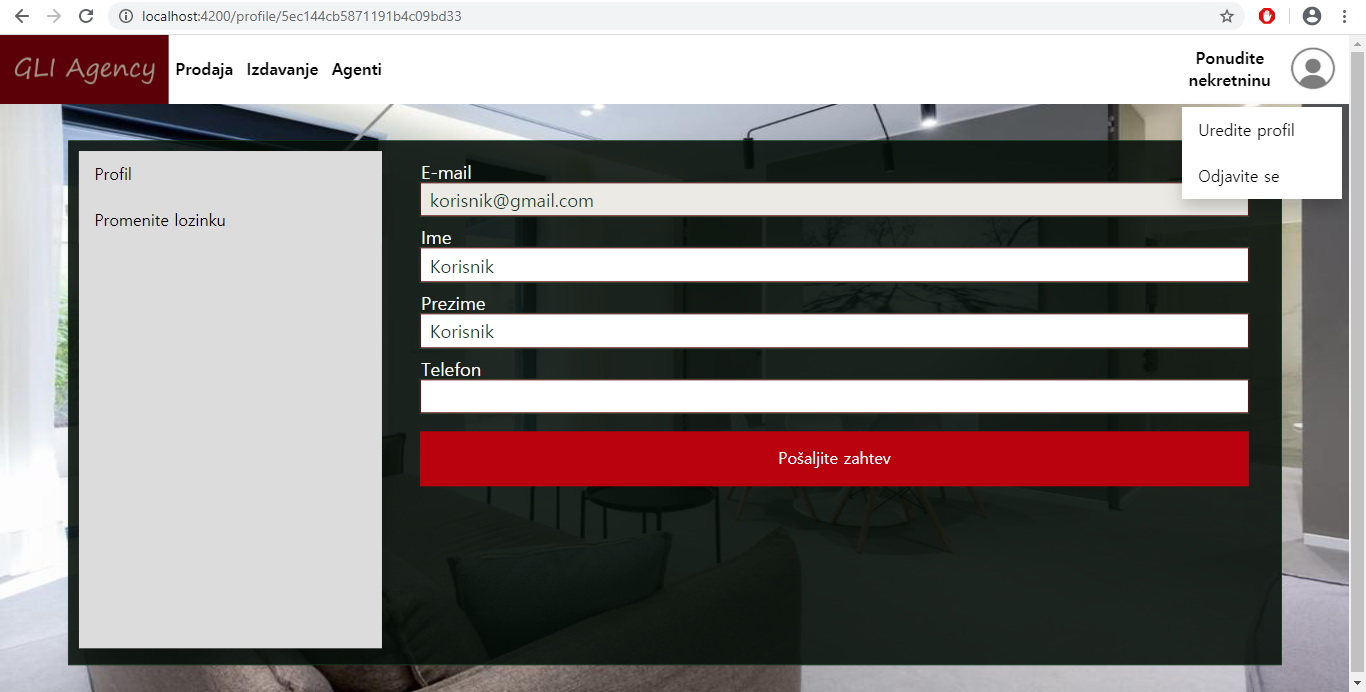 localhost:4200/profile/5ec144cb5871191b4c09bd33
GLI Agency
Prodaja Izdavanje Agenti
Ponudite
nekretninu
Uredite profil
Odjavite se
Profil
Promenite lozinku
E-mail
korisnik@gmail.com
Ime
Korisnik
Prezime
Korisnik
Telefon
Pošaljite zahtev